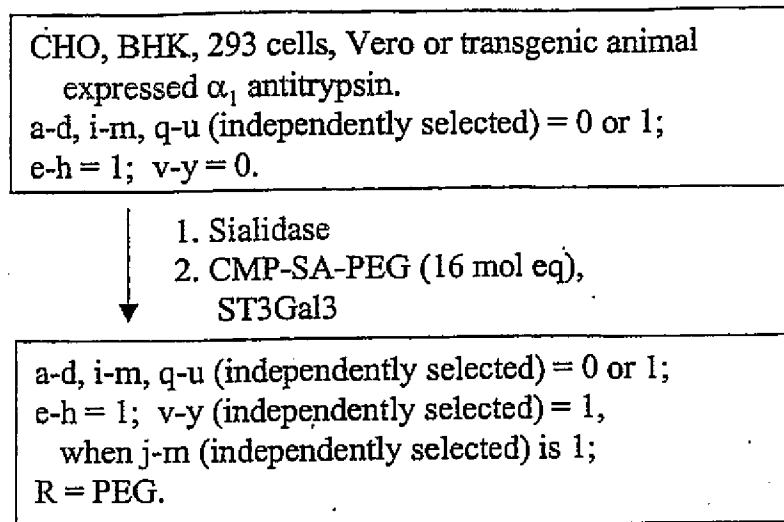 CHO, BHK, 293 cells, Vero or transgenic animal
expressed α₁ antitrypsin.
a-d, i-m, q-u (independently selected) = 0 or 1;
e-h = 1; v-y = 0.
1. Sialidase
2. CMP-SA-PEG (16 mol eq),
ST3Gal3
a-d, i-m, q-u (independently selected) = 0 or 1;
e-h = 1; v-y (independently selected) = 1,
when j-m (independently selected) is 1;
R = PEG.